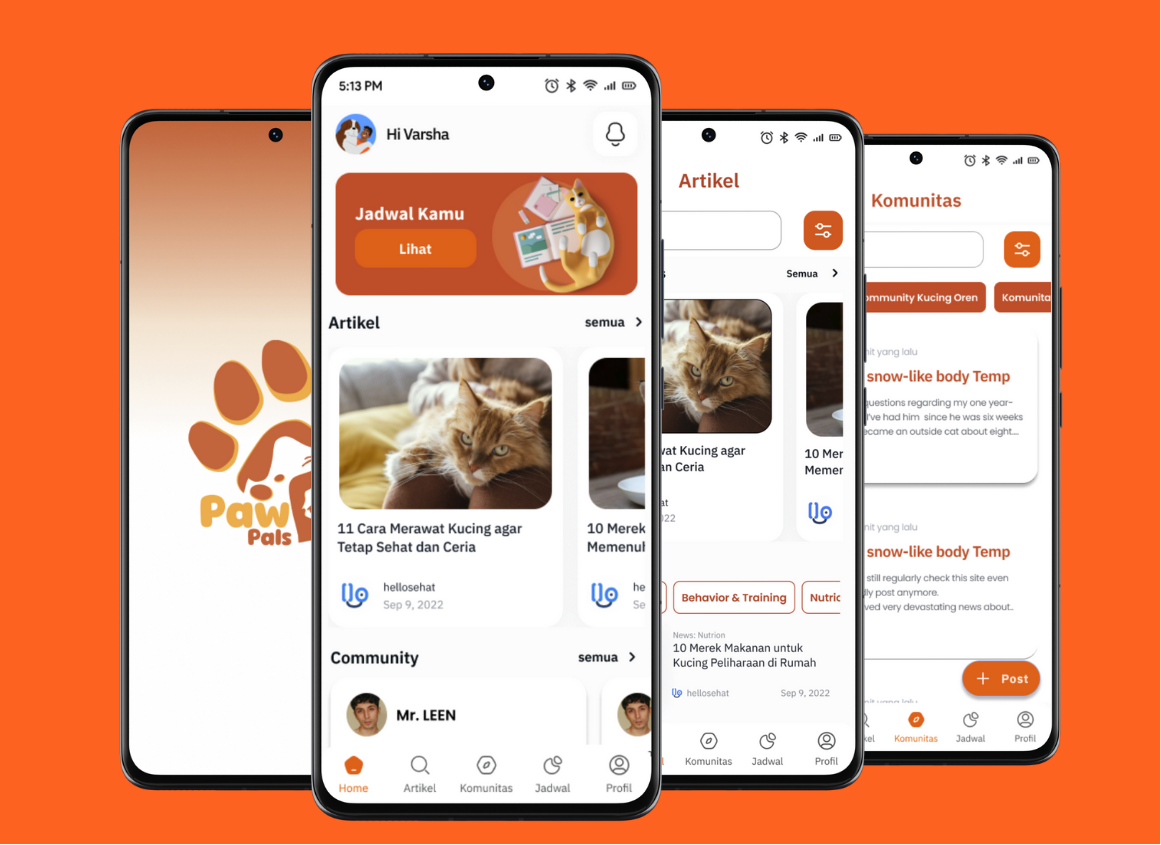 Paw
Pals
5:13 PM
Hi Varsha
Jadwal Kamu
Lihat
Artikel
semua
11 Cara Merawat Kucing agar
Tetap Sehat dan Ceria
hellosehat
Sep 9, 2022
10 Merek
Memenuh
he
Se
Community
semua
Mr. LEEN
Home
Artikel
Komunitas
Jadwal
Profil
Artikel
Semua
wat Kucing agar
an Ceria
at
022
10 Mer
Memer
Behavior & Training
Nutric
News: Nutrion
10 Merek Makanan untuk
Kucing Peliharaan di Rumah
hellosehat
Sep 9, 2022
Komunitas
Jadwal
Profil
Komunitas
ommunity Kucing Oren
Komunita
nit yang lalu
snow-like body Temp
questions regarding my one year-
I've had him since he was six weeks
ecame an outside cat about eight...
nit yang lalu
snow-like body Temp
still regularly check this site even
ly post anymore.
ved very devastating news about..
nit yang lalu
+ Post
kel
Komunitas
Jadwal
Profil